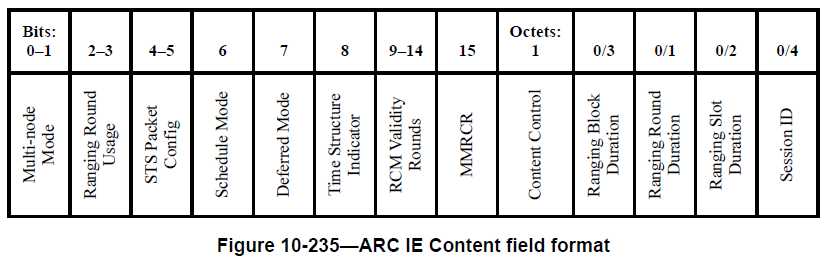 Bits:
0–1
2–3
4–5
6
7
8
9–14
15
Octets:
1
0/3
0/1
0/2
0/4
Multi-node
Mode
Ranging Round
Usage
STS Packet
Config
Schedule Mode
Deferred Mode
Time Structure
Indicator
RCM Validity
Rounds
MMRCR
Content Control
Ranging Block
Duration
Ranging Round
Duration
Ranging Slot
Duration
Session ID
Figure 10-235—ARC IE Content field format